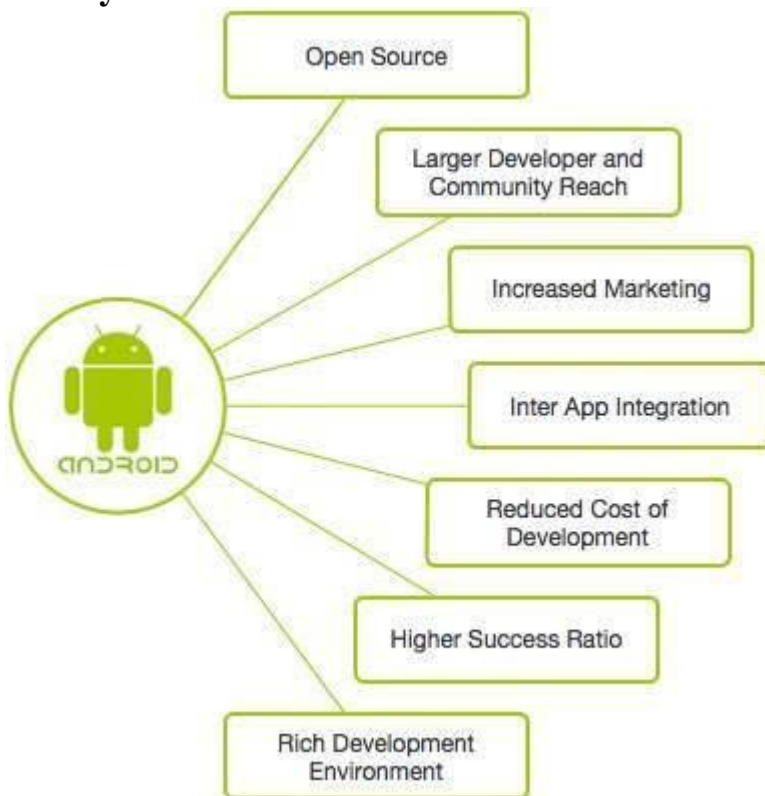 Open Source
Larger Developer and
Community Reach
Increased Marketing
Inter App Integration
ANDROID
Reduced Cost of
Development
Higher Success Ratio
Rich Development
Environment